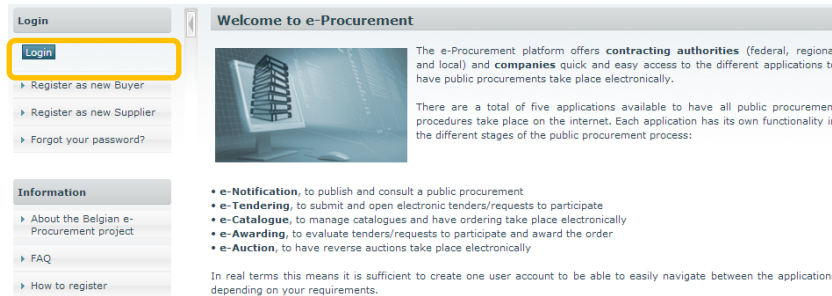 Login
Login
Register as new Buyer
Register as new Supplier
Forgot your password?
Information
About the Belgian e-
Procurement project
FAQ
How to register
Welcome to e-Procurement
The e-Procurement platform offers contracting authorities (federal, regiona
and local) and companies quick and easy access to the different applications t
have public procurements take place electronically.
There are a total of five applications available to have all public procuremen
procedures take place on the internet. Each application has its own functionality i
the different stages of the public procurement process:
• e-Notification, to publish and consult a public procurement
• e-Tendering, to submit and open electronic tenders/requests to participate
• e-Catalogue, to manage catalogues and have ordering take place electronically
• e-Awarding, to evaluate tenders/requests to participate and award the order
• e-Auction, to have reverse auctions take place electronically
In real terms this means it is sufficient to create one user account to be able to easily navigate between the application
depending on your requirements.